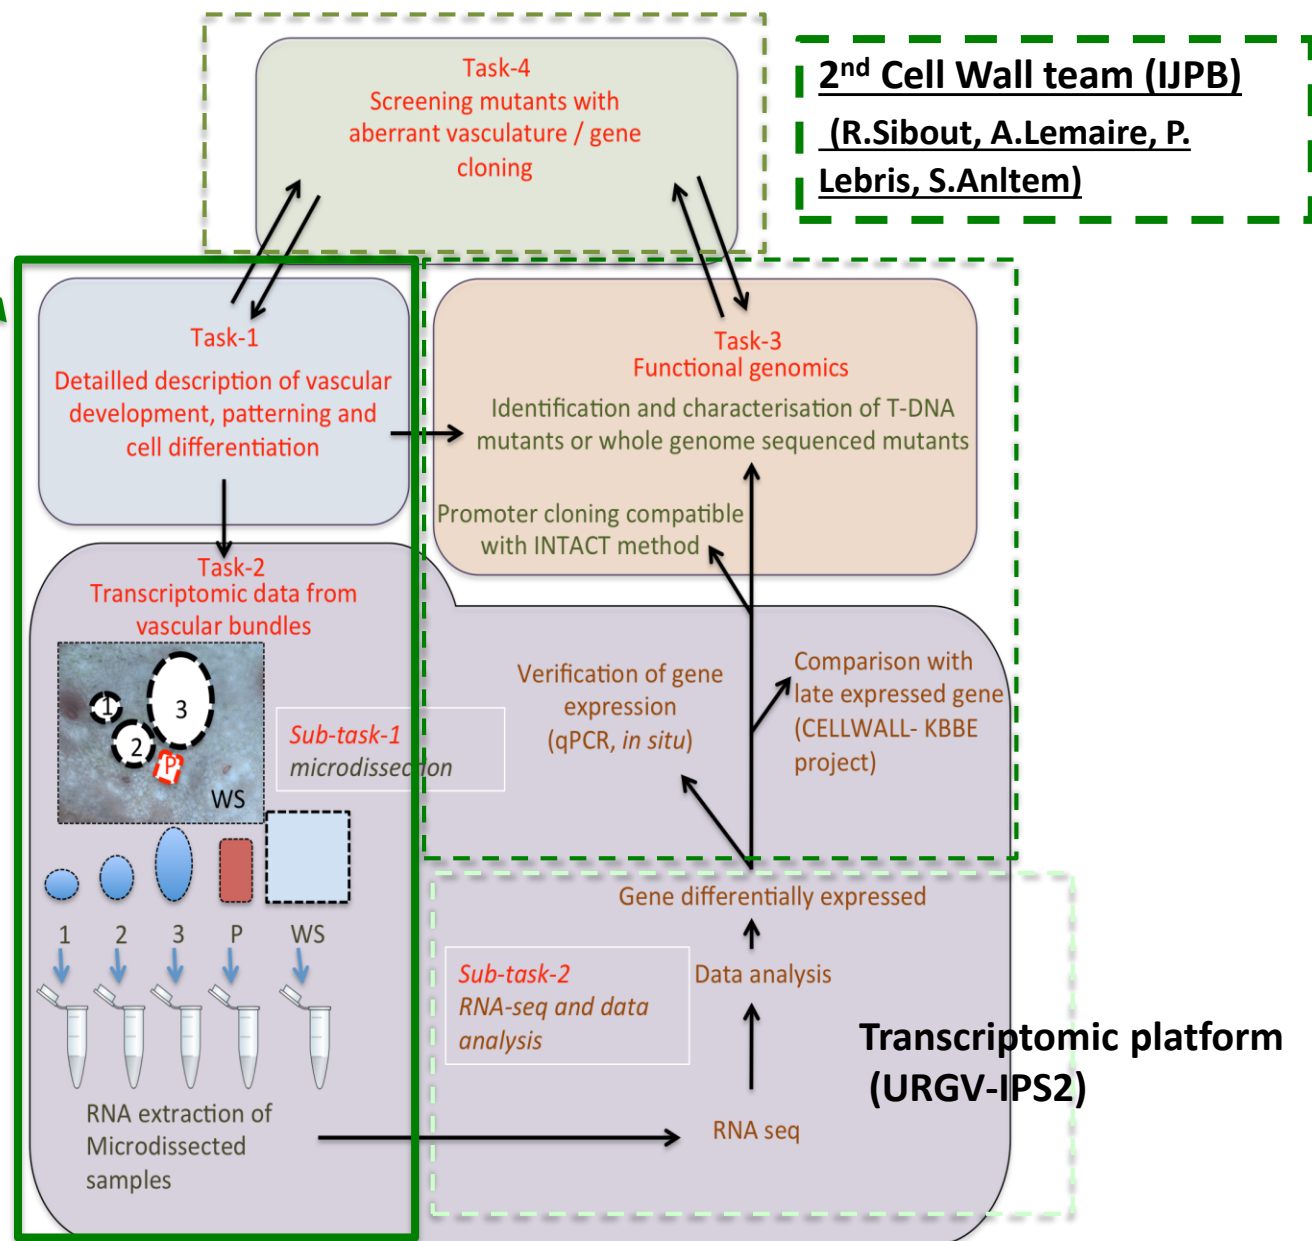 Task-4
Screening mutants with
aberrant vasculature / gene
cloning
2nd Cell Wall team (IJPB)
(R.Sibout, A.Lemaire, P.
Lebris, S.Anltem)
Task-1
Detailled description of vascular
development, patterning and
cell differentiation
Task-3
Functional genomics
Identification and characterisation of T-DNA
mutants or whole genome sequenced mutants
Promoter cloning compatible
with INTACT method
Task-2
Transcriptomic data from
vascular bundles
1
2
3
P
WS
Sub-task-1
microdissection
Verification of gene
expression
(qPCR, in situ)
Comparison with
late expressed gene
(CELLWALL- KBBE
project)
1 2 3 P WS
RNA extraction of
Microdissected
samples
Gene differentially expressed
Sub-task-2
RNA-seq and data
analysis
Data analysis
RNA seq
Transcriptomic platform
(URGV-IPS2)